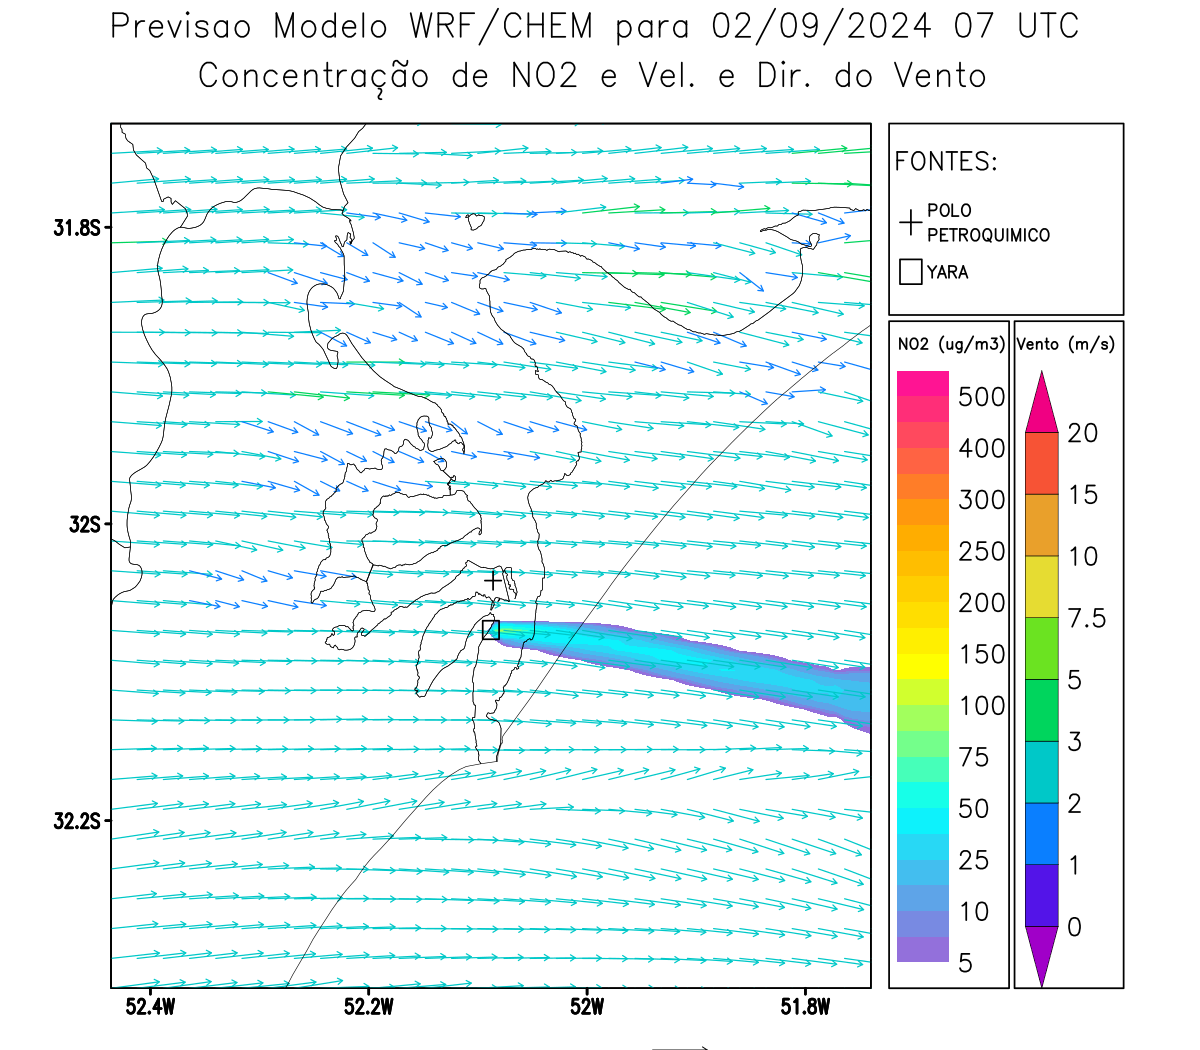 Previsao Modelo WRF/CHEM para 02/09/2024 07 UTC
Concentração de NO2 e Vel. e Dir. do Vento
FONTES:
POLO
PETROQUIMICO
YARA
NO2 (ug/m3)
500
400
300
250
200
150
100
75
50
25
10
5
Vento (m/s)
20
15
10
7.5
5
3
2
1
0
31.8S
32S
32.2S
52.4W
52.2W
52W
51.8W